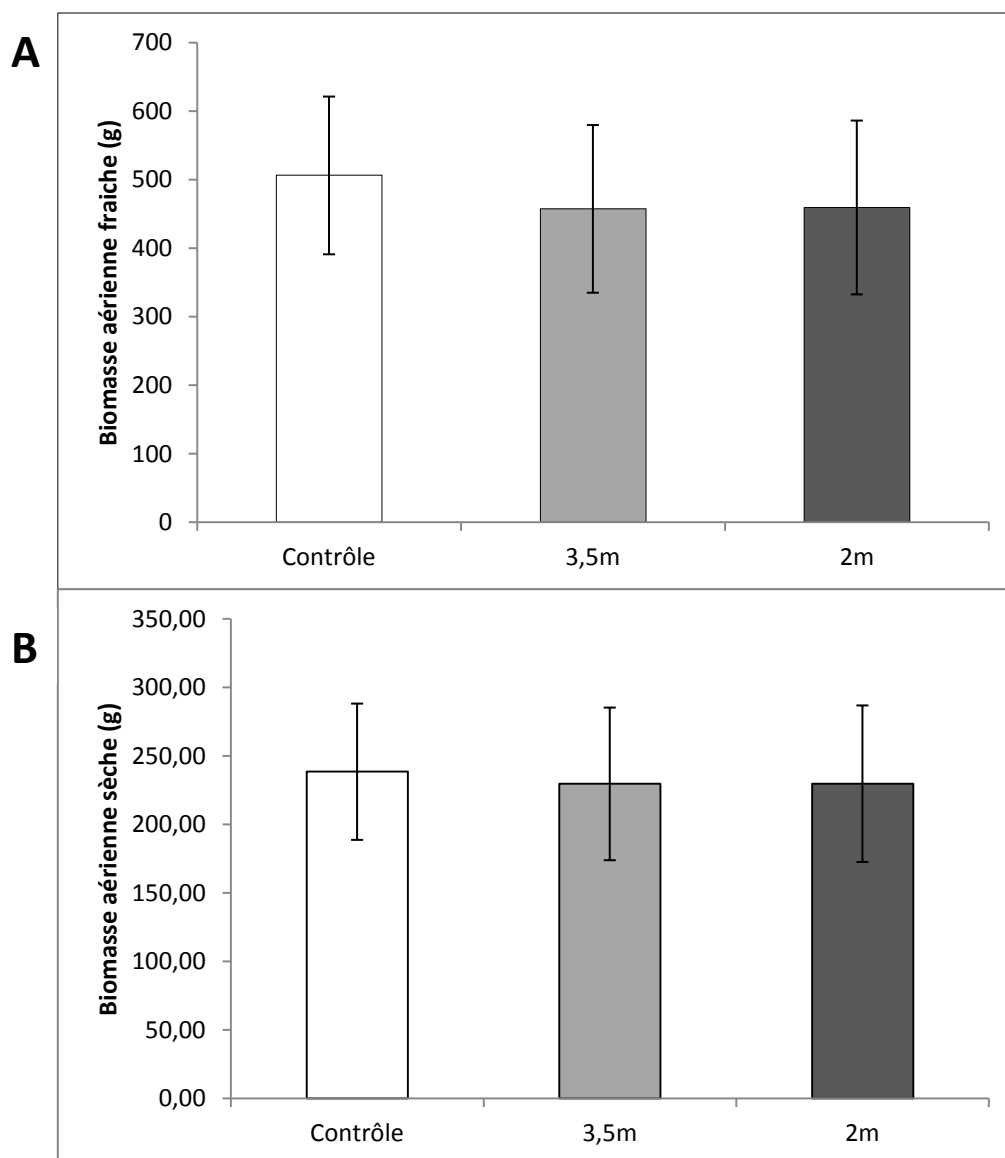 A
Biomasse aérienne fraiche (g)
700
600
500
400
300
200
100
0
Contrôle 3,5m 2m
B
Biomasse aérienne sèche (g)
350,00
300,00
250,00
200,00
150,00
100,00
50,00
0,00
Contrôle 3,5m 2m